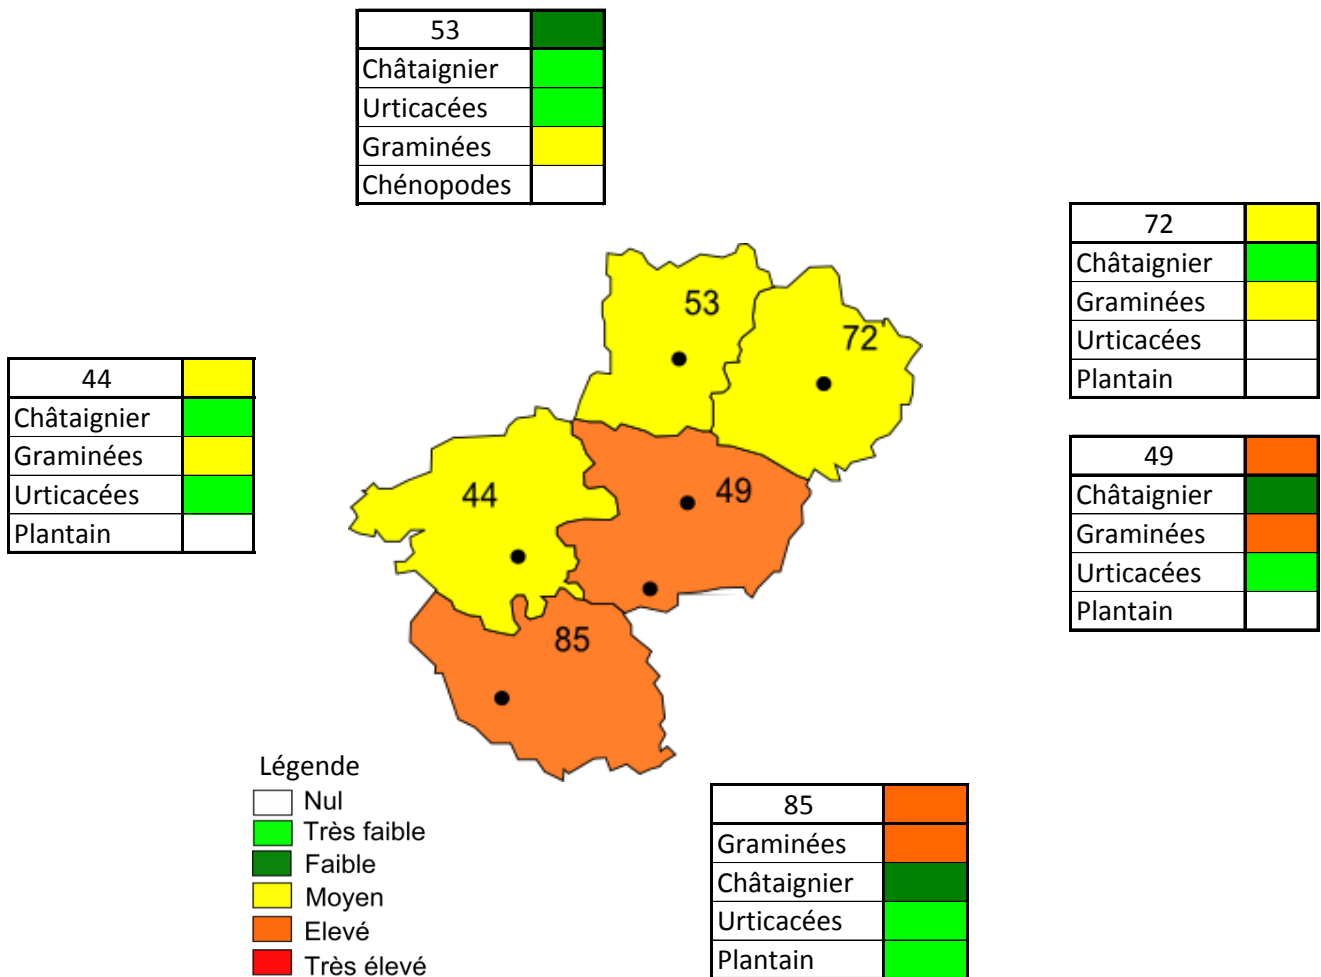 53
Châtaignier
Urticacées
Graminées
Chénopodes
72
Châtaignier
Graminées
Urticacées
Plantain
44
Châtaignier
Graminées
Urticacées
Plantain
53
72
44
49
85
49
Châtaignier
Graminées
Urticacées
Plantain
Légende
Nul
Très faible
Faible
Moyen
Elevé
Très élevé
85
Graminées
Châtaignier
Urticacées
Plantain